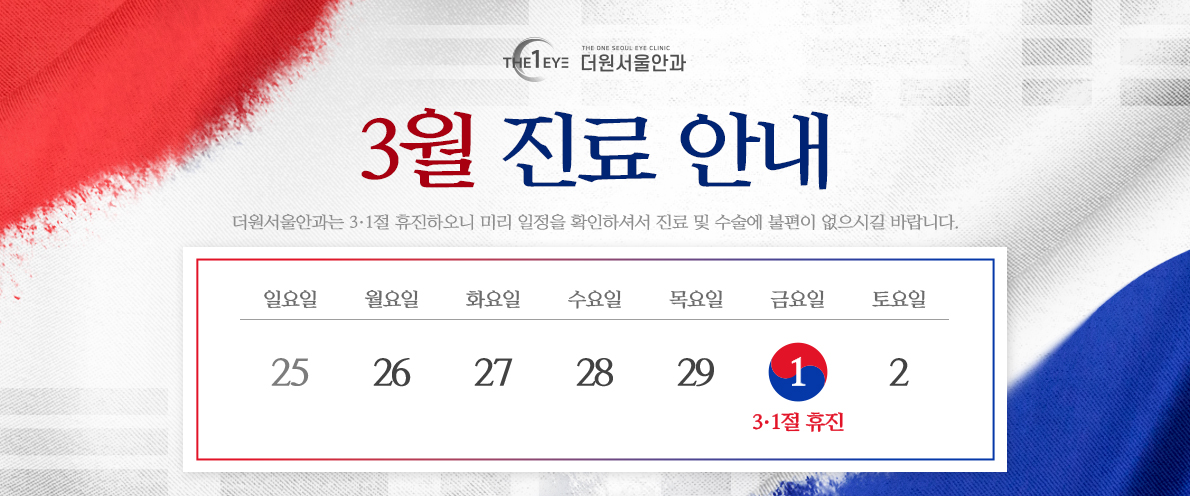 THE1EYE
THE ONE SEOUL EYE CLINIC
더원서울안과
3월 진료 안내
더원서울안과는 3·1절 휴진하오니 미리 일정을 확인하셔서 진료 및 수술에 불편이 없으시길 바랍니다.
일요일 월요일 화요일 수요일 목요일 금요일 토요일
25 26 27 28 29 1 2
3·1절 휴진